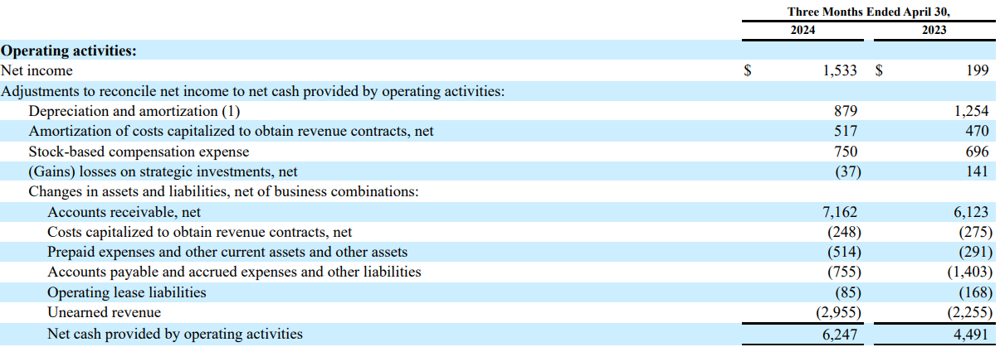 Three Months Ended April 30,
2024 2023
Operating activities:
Net income $ 1,533 $ 199
Adjustments to reconcile net income to net cash provided by operating activities:
Depreciation and amortization (1) 879 1,254
Amortization of costs capitalized to obtain revenue contracts, net 517 470
Stock-based compensation expense 750 696
(Gains) losses on strategic investments, net (37) 141
Changes in assets and liabilities, net of business combinations:
Accounts receivable, net 7,162 6,123
Costs capitalized to obtain revenue contracts, net (248) (275)
Prepaid expenses and other current assets and other assets (514) (291)
Accounts payable and accrued expenses and other liabilities (755) (1,403)
Operating lease liabilities (85) (168)
Unearned revenue (2,955) (2,255)
Net cash provided by operating activities 6,247 4,491